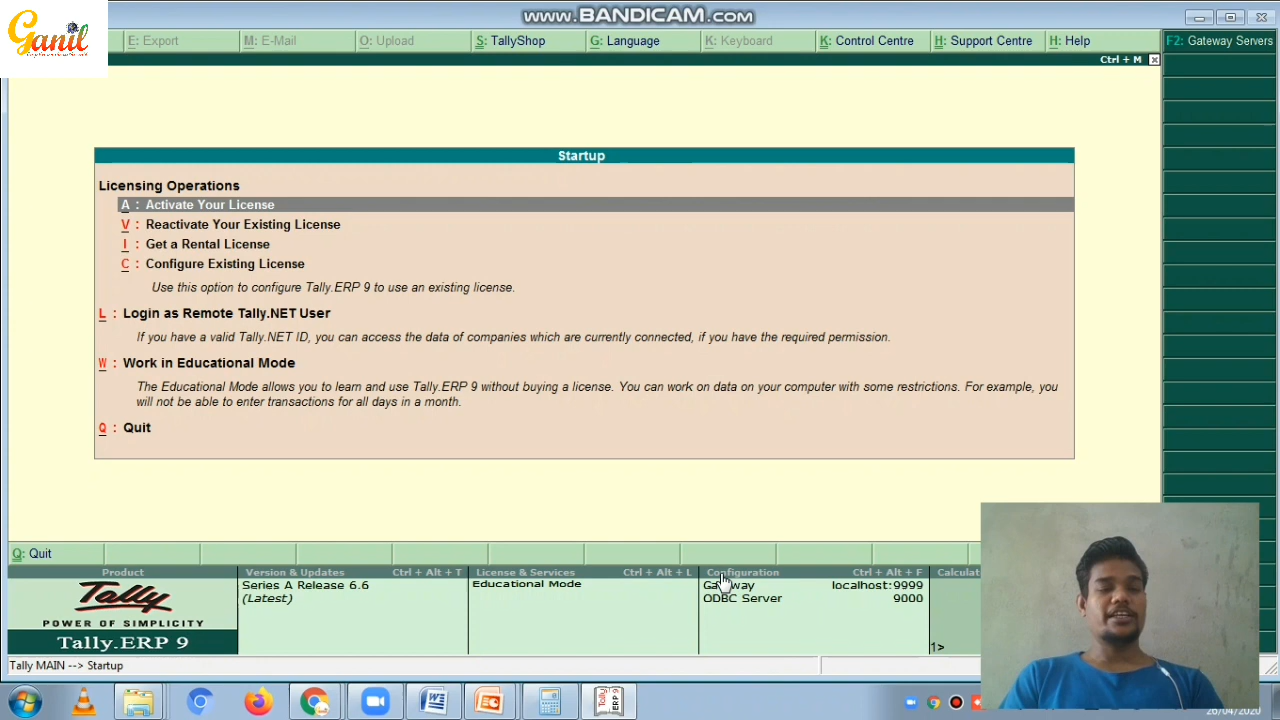 www.BANDICAM.com
Ganil
E: Export M: E-Mail O: Upload S: TallyShop G: Language K: Keyboard K: Control Centre H: Support Centre H: Help F2: Gateway Servers
Ctrl + M
Startup
Licensing Operations
A : Activate Your License
V : Reactivate Your Existing License
I : Get a Rental License
C : Configure Existing License
Use this option to configure Tally.ERP 9 to use an existing license.
L : Login as Remote Tally.NET User
If you have a valid Tally.NET ID, you can access the data of companies which are currently connected, if you have the required permission.
W : Work in Educational Mode
The Educational Mode allows you to learn and use Tally.ERP 9 without buying a license. You can work on data on your computer with some restrictions. For example, you
will not be able to enter transactions for all days in a month.
Q : Quit
Q: Quit
Product Version & Updates Ctrl + Alt + T License & Services Ctrl + Alt + L Configuration Ctrl + Alt + F Calculat
Tally
POWER OF SIMPLICITY
Tally.ERP 9
Series A Release 6.6
(Latest)
Educational Mode
Gateway localhost:9999
ODBC Server 9000
1>
Tally MAIN --> Startup
Tally ERP 9
26/04/2020